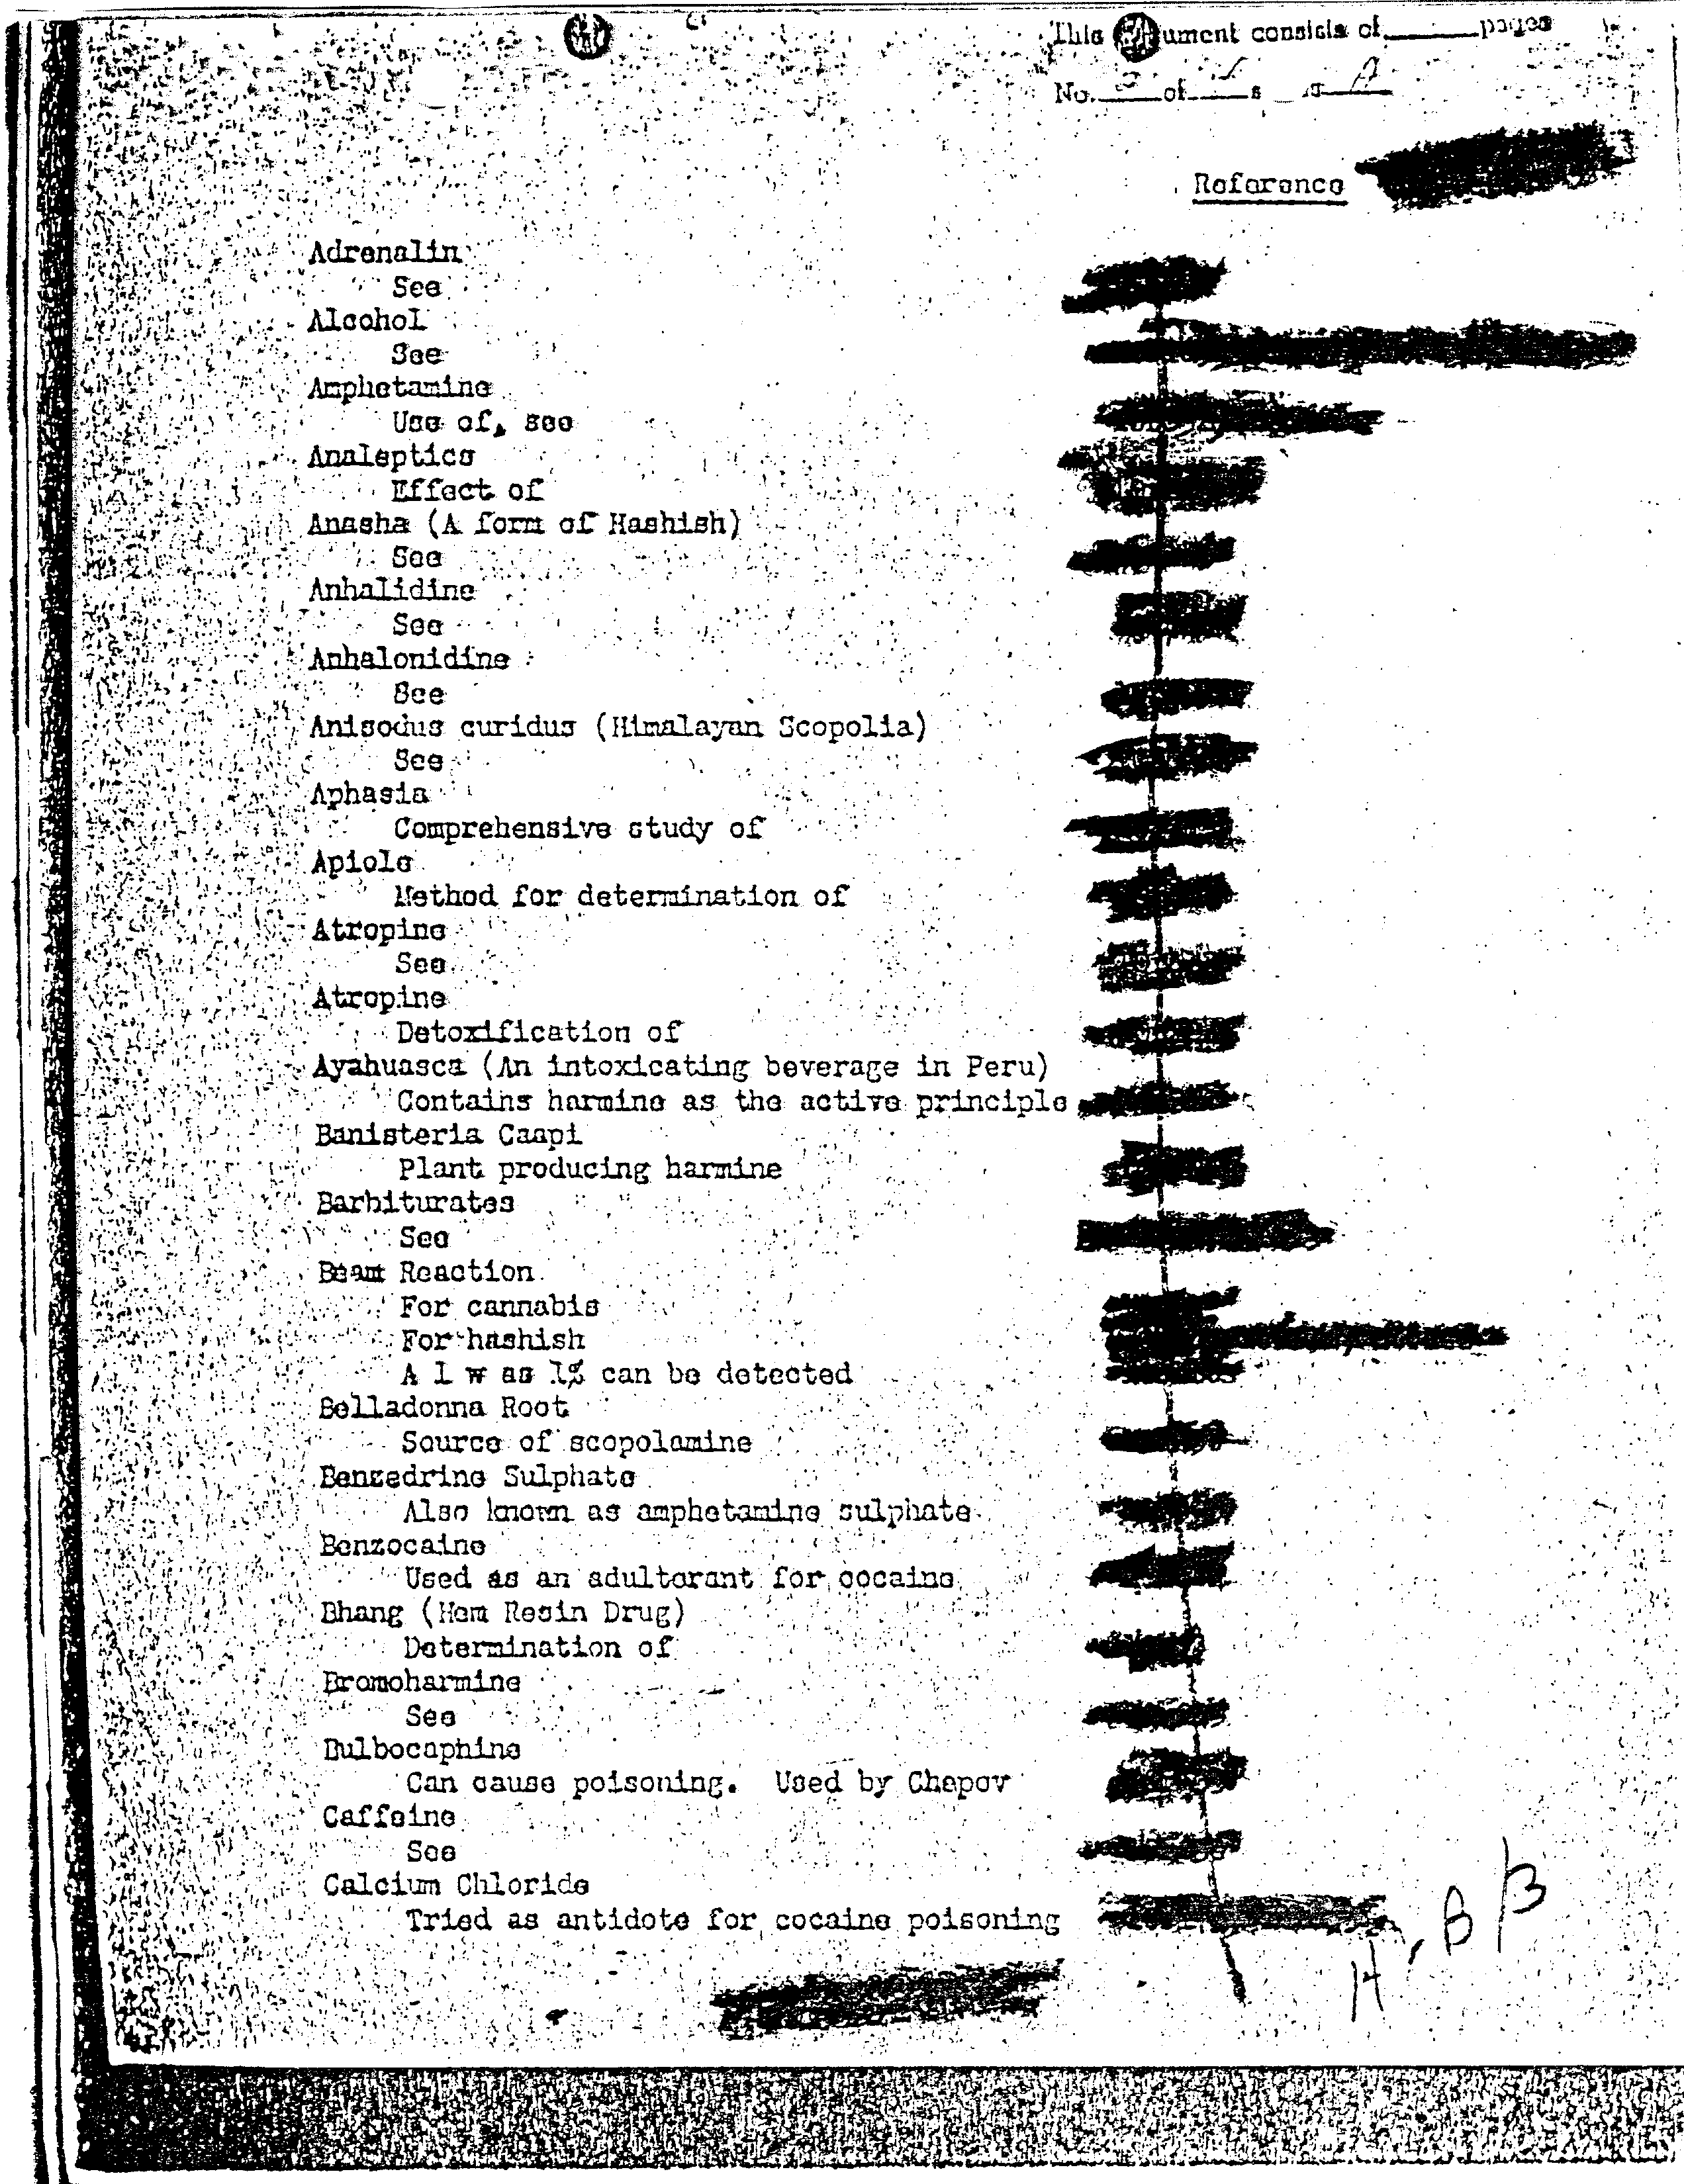 This ument consists of pages
No. 3 of s A
Reference
Adrenalin
See
Alcohol
See
Amphetamine
Use of, see
Analeptics
Effect of
Anasha (A form of Hashish)
See
Anhalidine
See
Anhalonidine
See
Anisodus curidus (Himalayan Scopolia)
See
Aphasia
Comprehensive study of
Apiole
Method for determination of
Atropine
See
Atropine
Detoxification of
Ayahuasca (An intoxicating beverage in Peru)
Contains harmine as the active principle
Banisteria Caapi
Plant producing harmine
Barbiturates
See
Beam Reaction
For cannabis
For hashish
A l w as 1% can be detected
Belladonna Root
Source of scopolamine
Benzedrine Sulphate
Also known as amphetamine sulphate
Benzocaine
Used as an adulterant for cocaine
Bhang (Hem Resin Drug)
Determination of
Bromoharmine
See
Bulbocaphine
Can cause poisoning. Used by Chepov
Caffeine
See
Calcium Chloride
Tried as antidote for cocaine poisoning
H, B/3